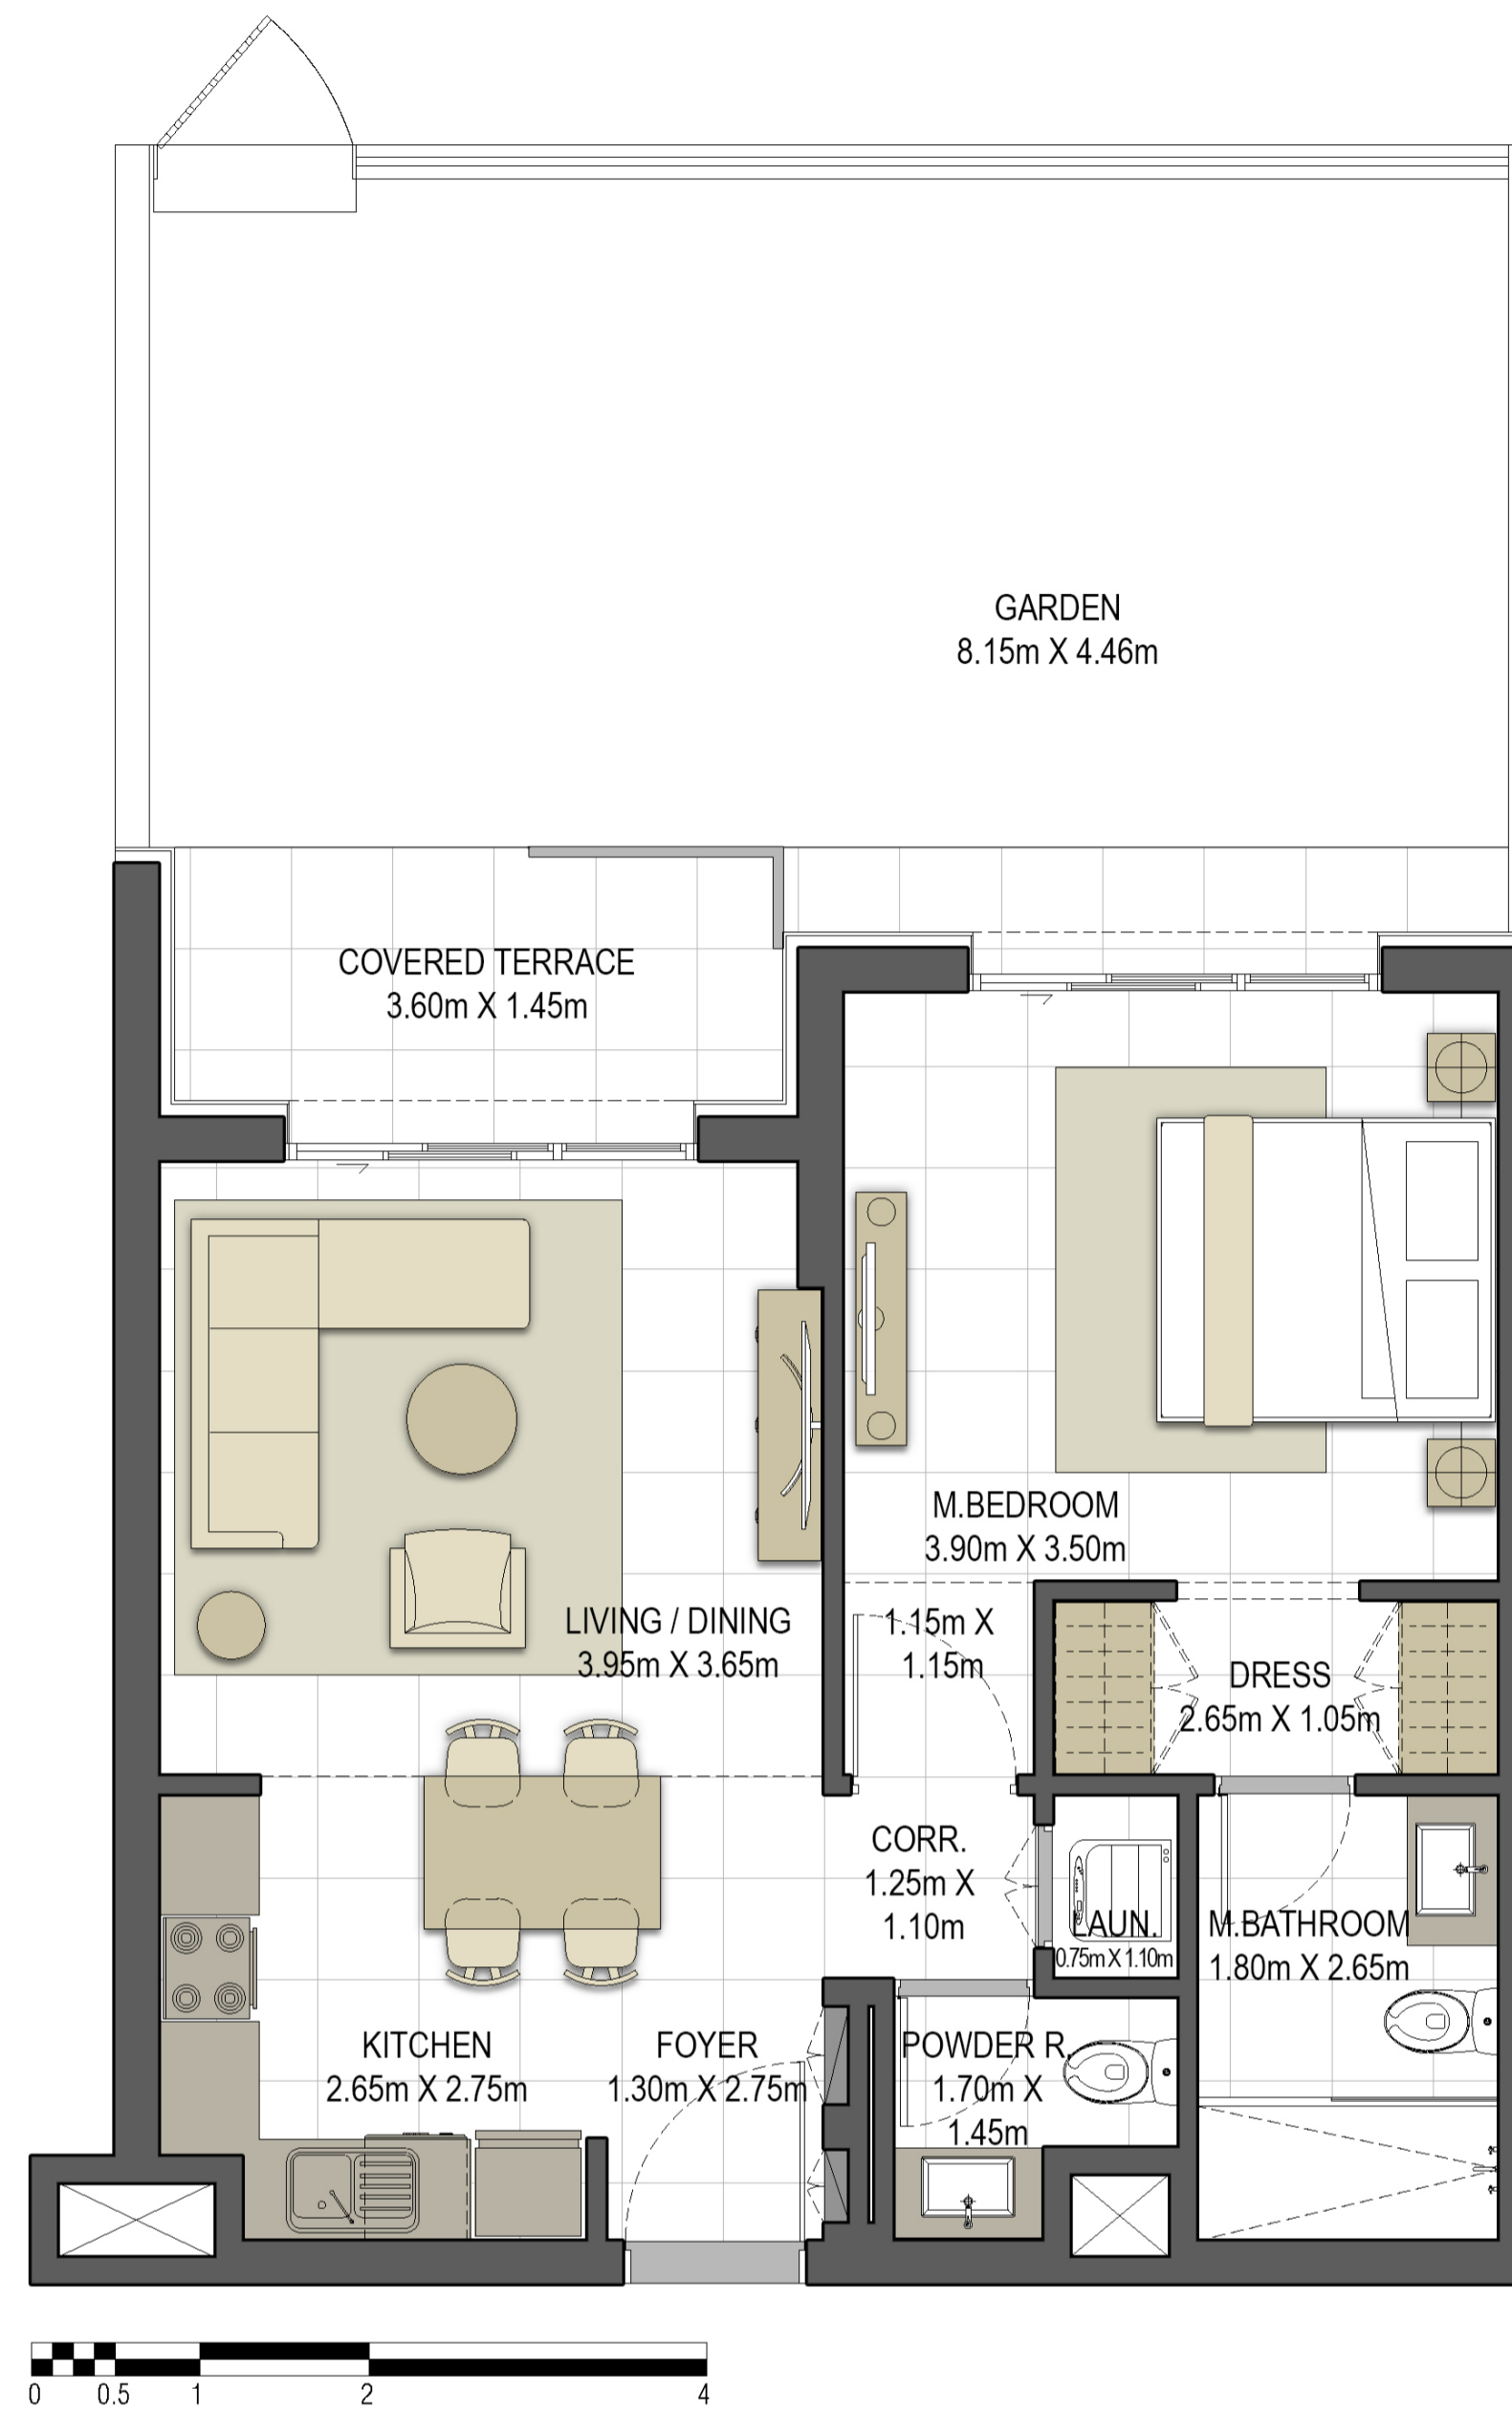 GARDEN
8.15m X 4.46m
COVERED TERRACE
3.60m X 1.45m
M.BEDROOM
3.90m X 3.50m
LIVING / DINING
3.95m X 3.65m
1.15m X
1.15m
DRESS
2.65m X 1.05m
CORR.
1.25m X
1.10m
LAUN.
0.75m X 1.10m
M.BATHROOM
1.80m X 2.65m
KITCHEN
2.65m X 2.75m
FOYER
1.30m X 2.75m
POWDER R.
1.70m X
1.45m
0 0.5 1 2 4